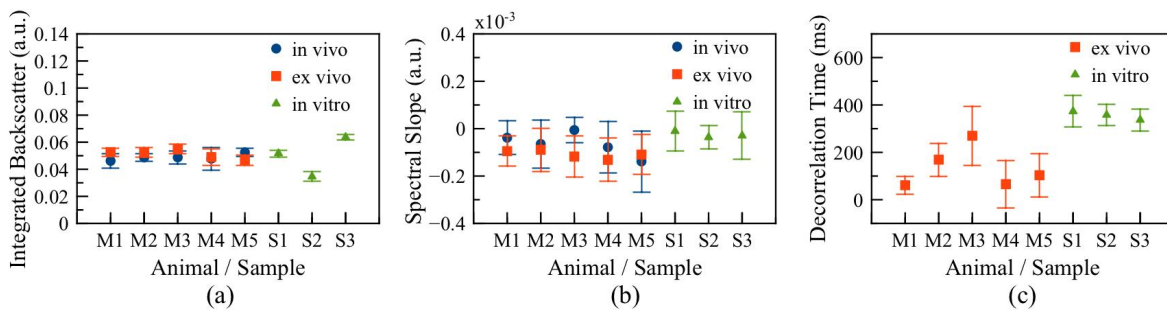 Integrated Backscatter (a.u.)
0.14
0.12
0.1
0.08
0.06
0.04
0.02
0
in vivo
ex vivo
in vitro
M1 M2 M3 M4 M5 S1 S2 S3
Animal / Sample
(a)
Spectral Slope (a.u.)
x10⁻³
0
−0.2
−0.4
in vivo
ex vivo
in vitro
M1 M2 M3 M4 M5 S1 S2 S3
Animal / Sample
(b)
Decorrelation Time (ms)
600
400
200
0
ex vivo
in vitro
M1 M2 M3 M4 M5 S1 S2 S3
Animal / Sample
(c)